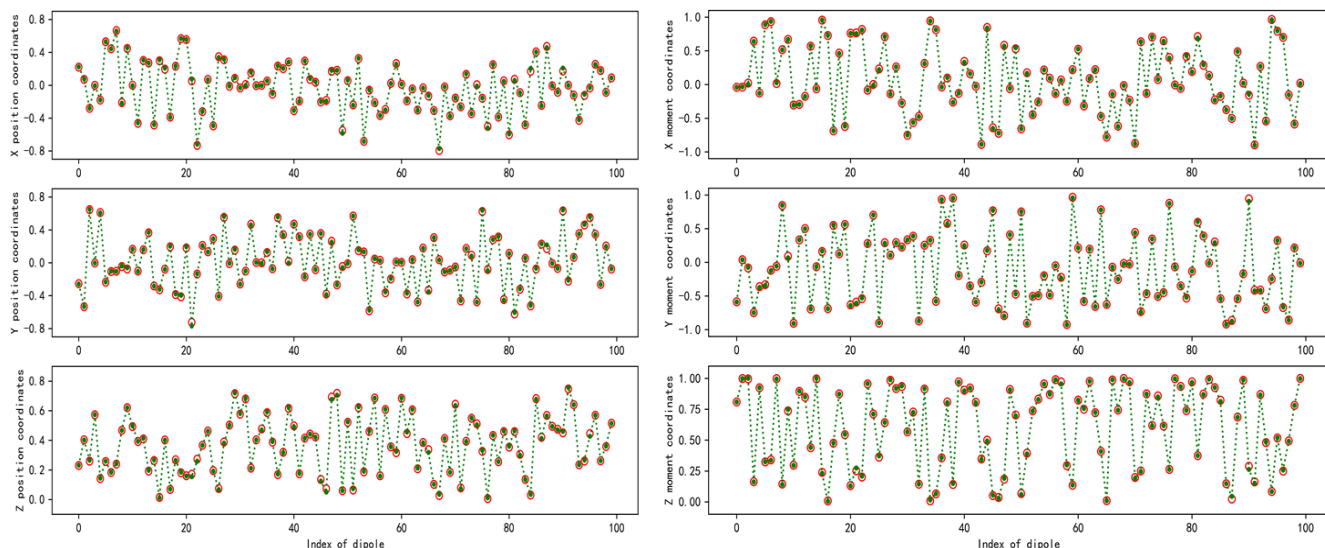 X position coordinates
0.8
0.4
0.0
−0.4
−0.8
0 20 40 60 80 100
Y position coordinates
0.8
0.4
0.0
−0.4
−0.8
0 20 40 60 80 100
Z position coordinates
0.8
0.6
0.4
0.2
0.0
0 20 40 60 80 100
Index of dipole
X moment coordinates
1.0
0.5
0.0
−0.5
−1.0
0 20 40 60 80 100
Y moment coordinates
1.0
0.5
0.0
−0.5
−1.0
0 20 40 60 80 100
Z moment coordinates
1.00
0.75
0.50
0.25
0.00
0 20 40 60 80 100
Index of dipole